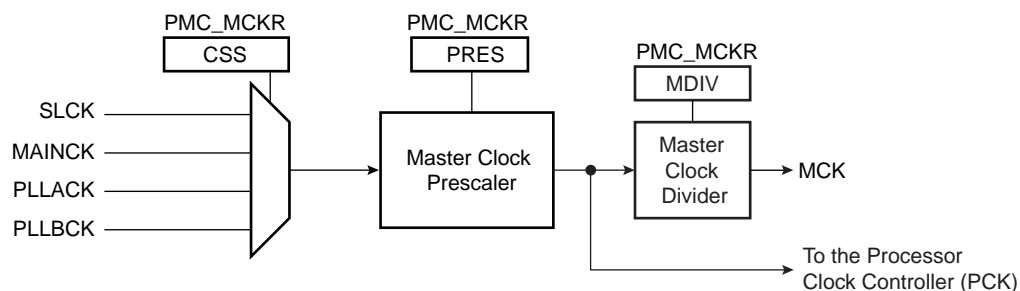 PMC_MCKR
CSS
PMC_MCKR
PRES
PMC_MCKR
MDIV
SLCK
MAINCK
PLLACK
PLLBCK
Master Clock
Prescaler
Master
Clock
Divider
MCK
To the Processor
Clock Controller (PCK)